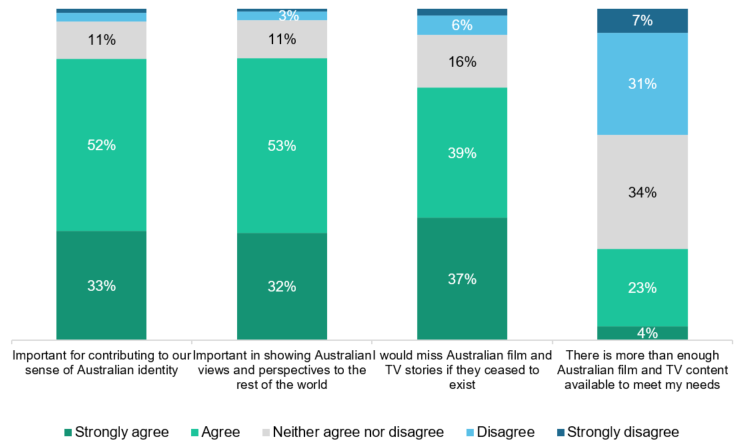 3%
6%
7%
11%
11%
16%
31%
52%
53%
39%
34%
33%
32%
37%
23%
4%
Important for contributing to our
sense of Australian identity
Important in showing Australian
views and perspectives to the
rest of the world
I would miss Australian film and
TV stories if they ceased to
exist
There is more than enough
Australian film and TV content
available to meet my needs
Strongly agree
Agree
Neither agree nor disagree
Disagree
Strongly disagree